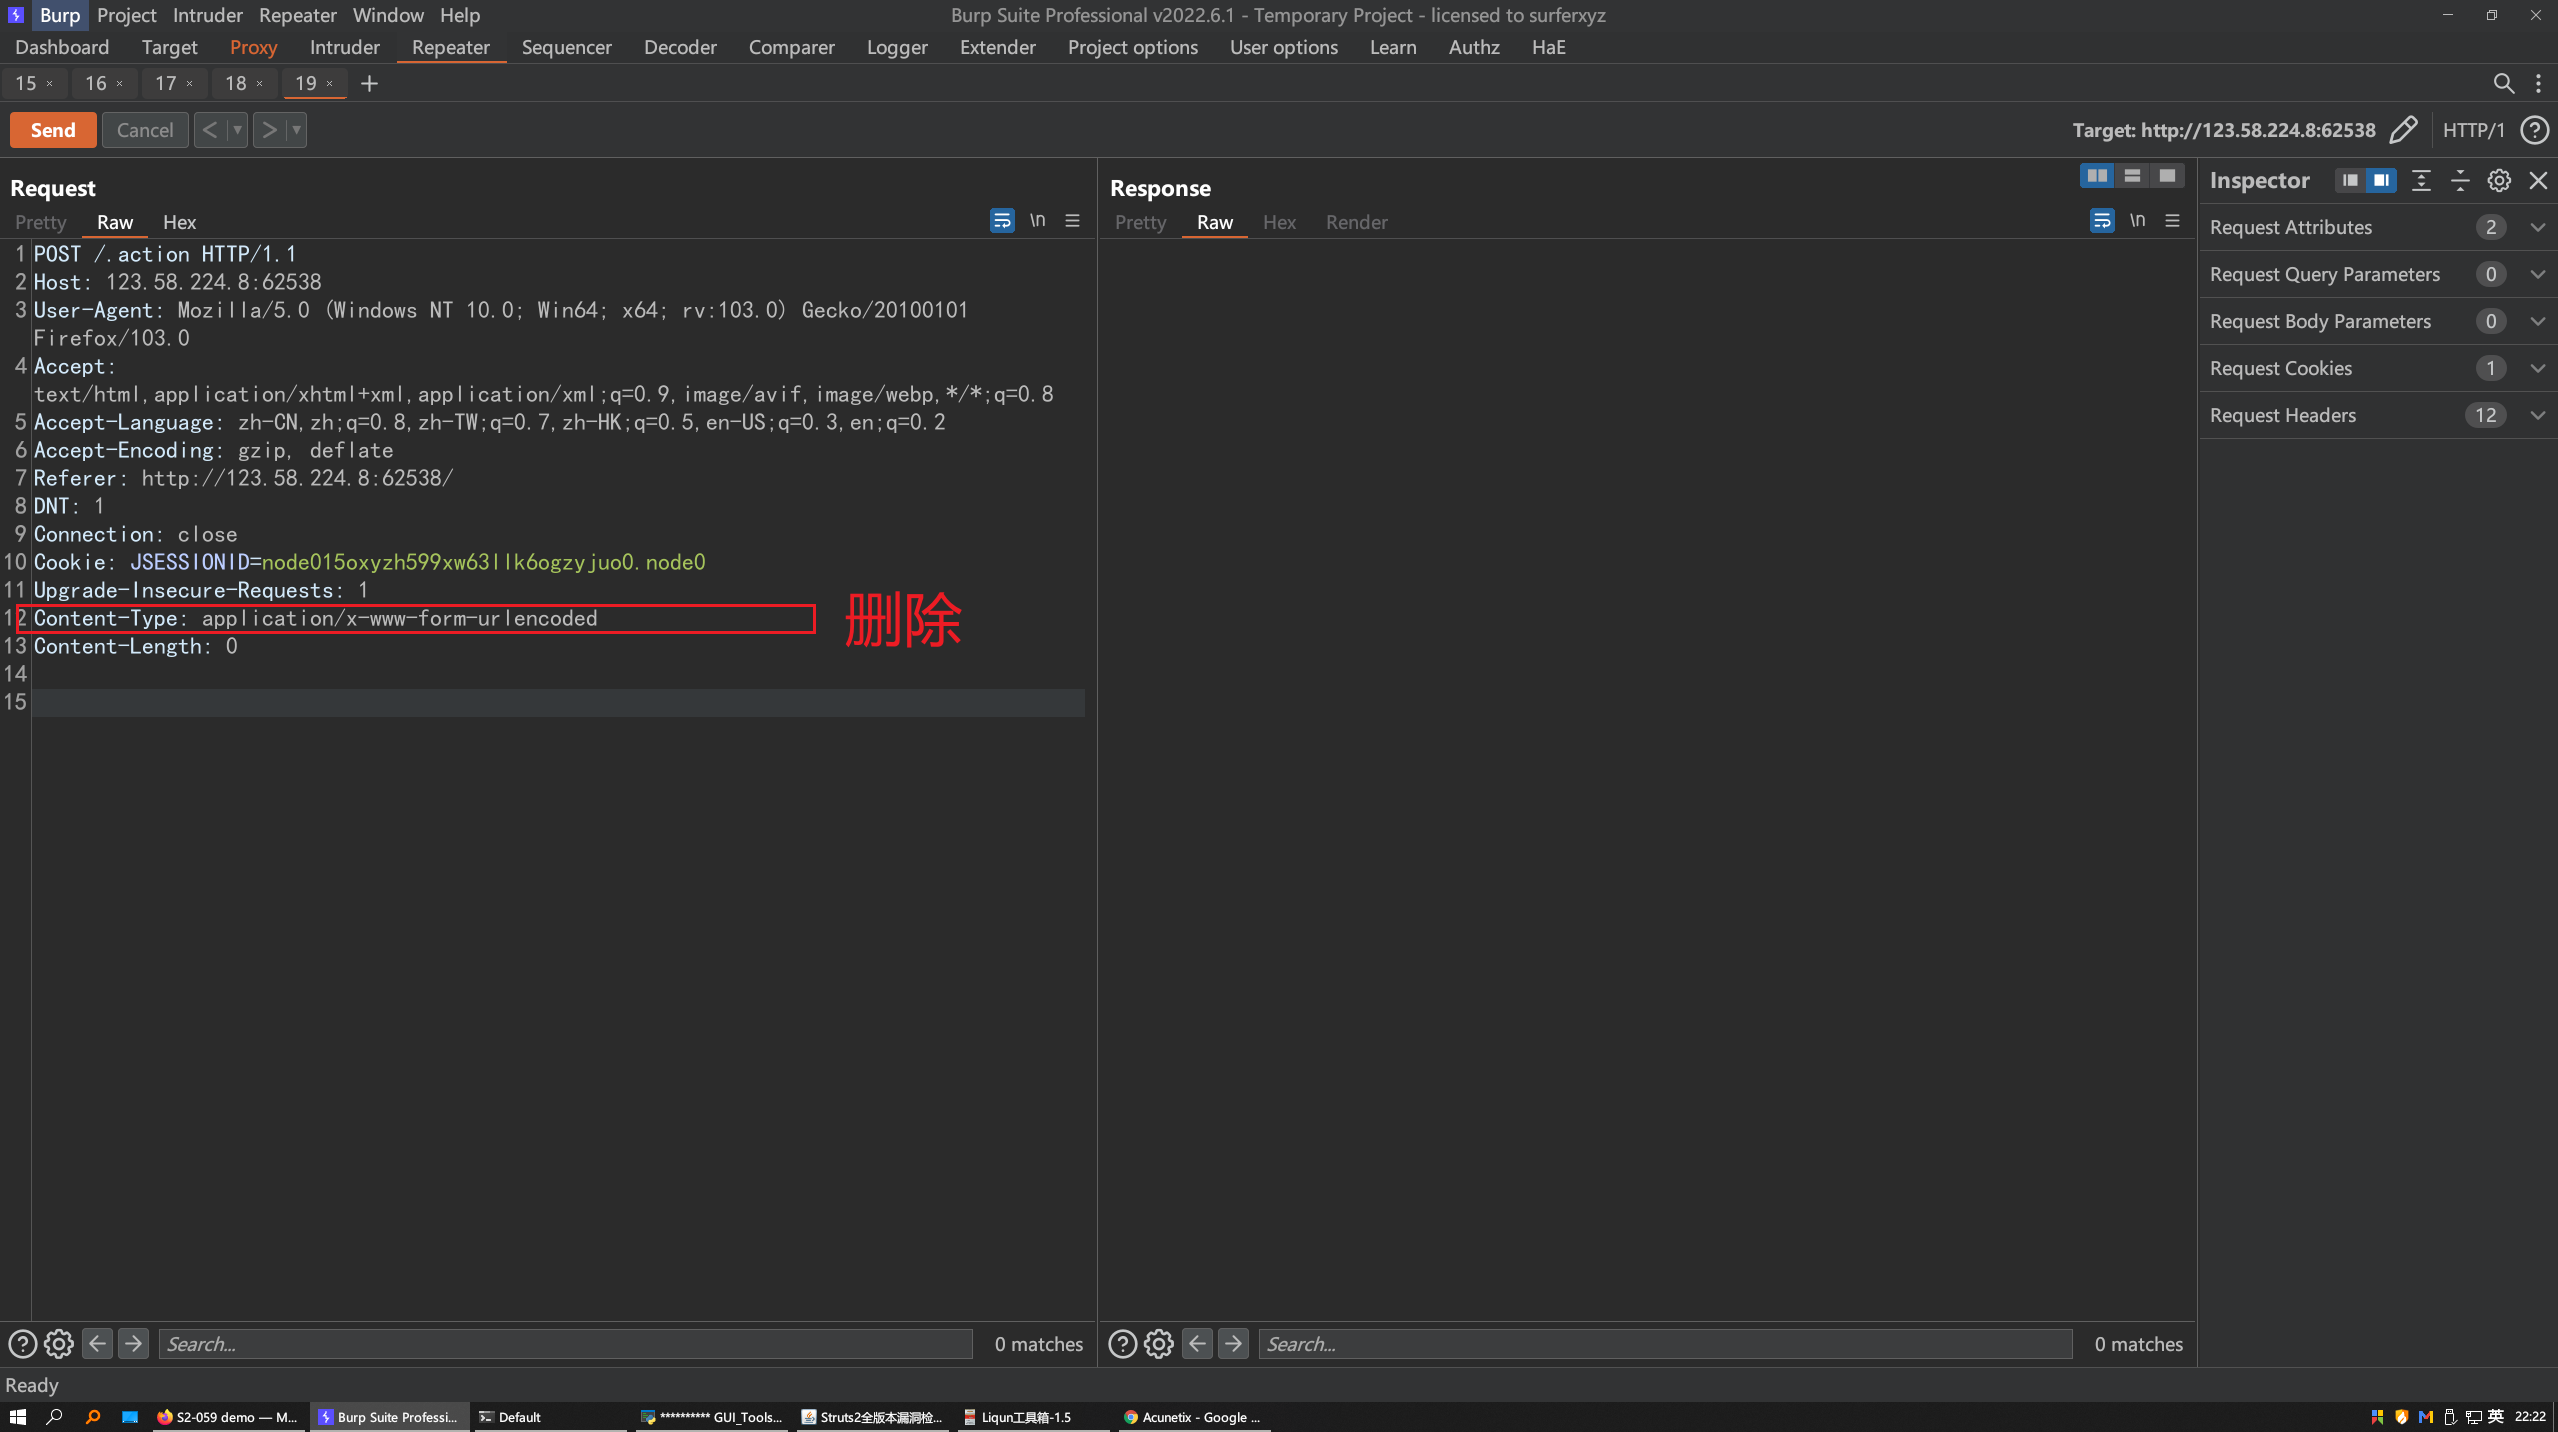 Burp Project Intruder Repeater Window Help
Burp Suite Professional v2022.6.1 - Temporary Project - licensed to surferxyz
Dashboard Target Proxy Intruder Repeater Sequencer Decoder Comparer Logger Extender Project options User options Learn Authz HaE
15 × 16 × 17 × 18 × 19 × +
Send Cancel < >
Target: http://123.58.224.8:62538 HTTP/1
Request
Pretty Raw Hex \n
1 POST /.action HTTP/1.1
2 Host: 123.58.224.8:62538
3 User-Agent: Mozilla/5.0 (Windows NT 10.0; Win64; x64; rv:103.0) Gecko/20100101
Firefox/103.0
4 Accept:
text/html,application/xhtml+xml,application/xml;q=0.9,image/avif,image/webp,*/*;q=0.8
5 Accept-Language: zh-CN,zh;q=0.8,zh-TW;q=0.7,zh-HK;q=0.5,en-US;q=0.3,en;q=0.2
6 Accept-Encoding: gzip, deflate
7 Referer: http://123.58.224.8:62538/
8 DNT: 1
9 Connection: close
10 Cookie: JSESSIONID=node015oxyzh599xw63llk6ogzyjuo0.node0
11 Upgrade-Insecure-Requests: 1
12 Content-Type: application/x-www-form-urlencoded
删除
13 Content-Length: 0
14
15
Response
Pretty Raw Hex Render \n
Inspector
Request Attributes 2
Request Query Parameters 0
Request Body Parameters 0
Request Cookies 1
Request Headers 12
Search... 0 matches
Search... 0 matches
Ready
S2-059 demo — M... Burp Suite Professi... Default ********** GUI_Tools... Struts2全版本漏洞检... Liqun工具箱-1.5 Acunetix - Google ... 英 22:22